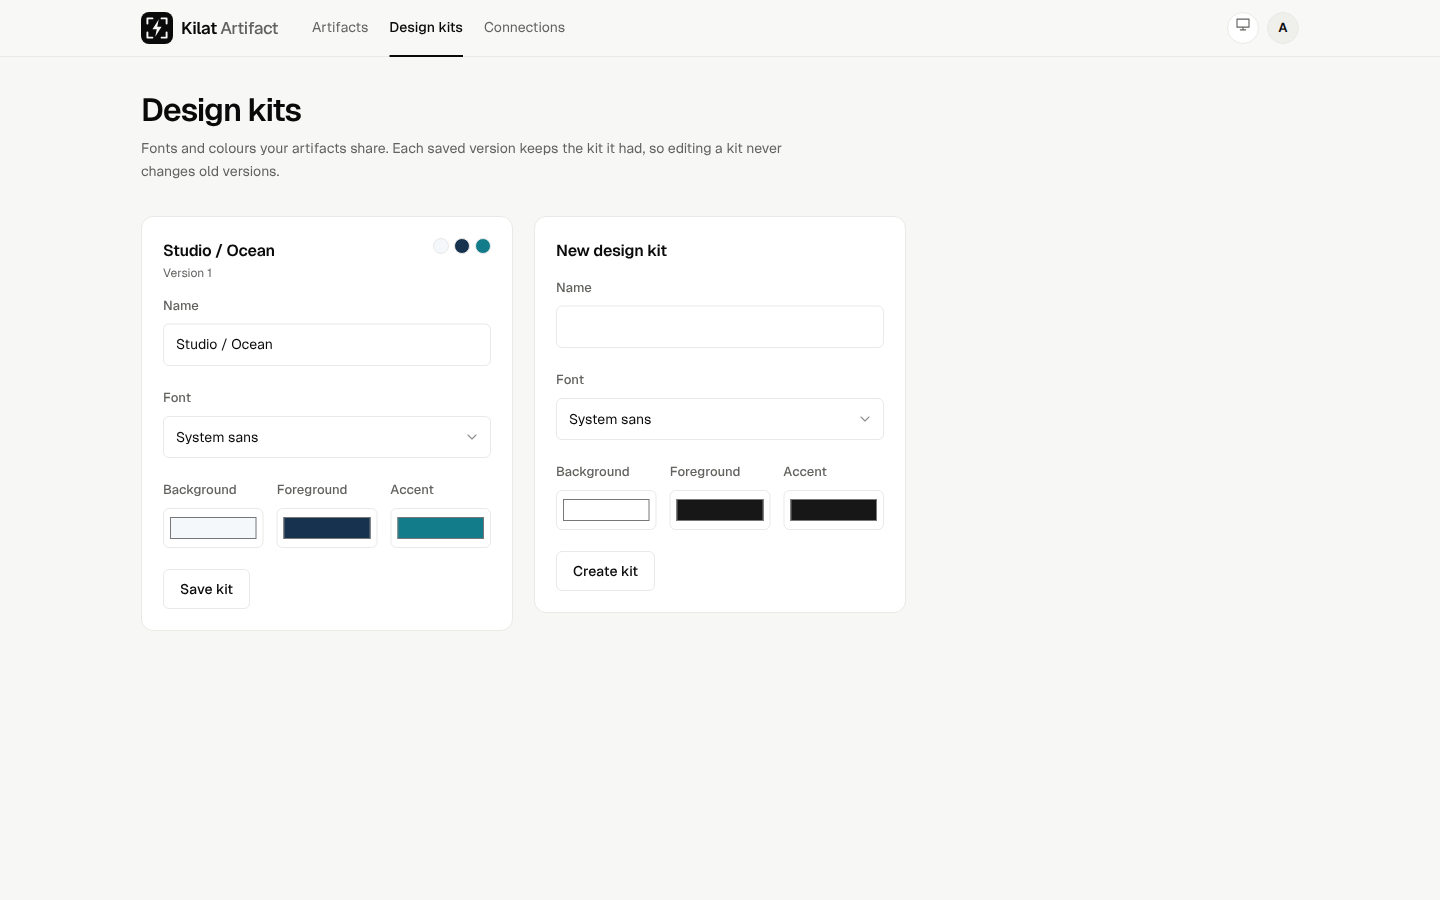 Kilat Artifact
Artifacts
Design kits
Connections
A
Design kits
Fonts and colours your artifacts share. Each saved version keeps the kit it had, so editing a kit never
changes old versions.
Studio / Ocean
Version 1
Name
Studio / Ocean
Font
System sans
Background
Foreground
Accent
Save kit
New design kit
Name
Font
System sans
Background
Foreground
Accent
Create kit